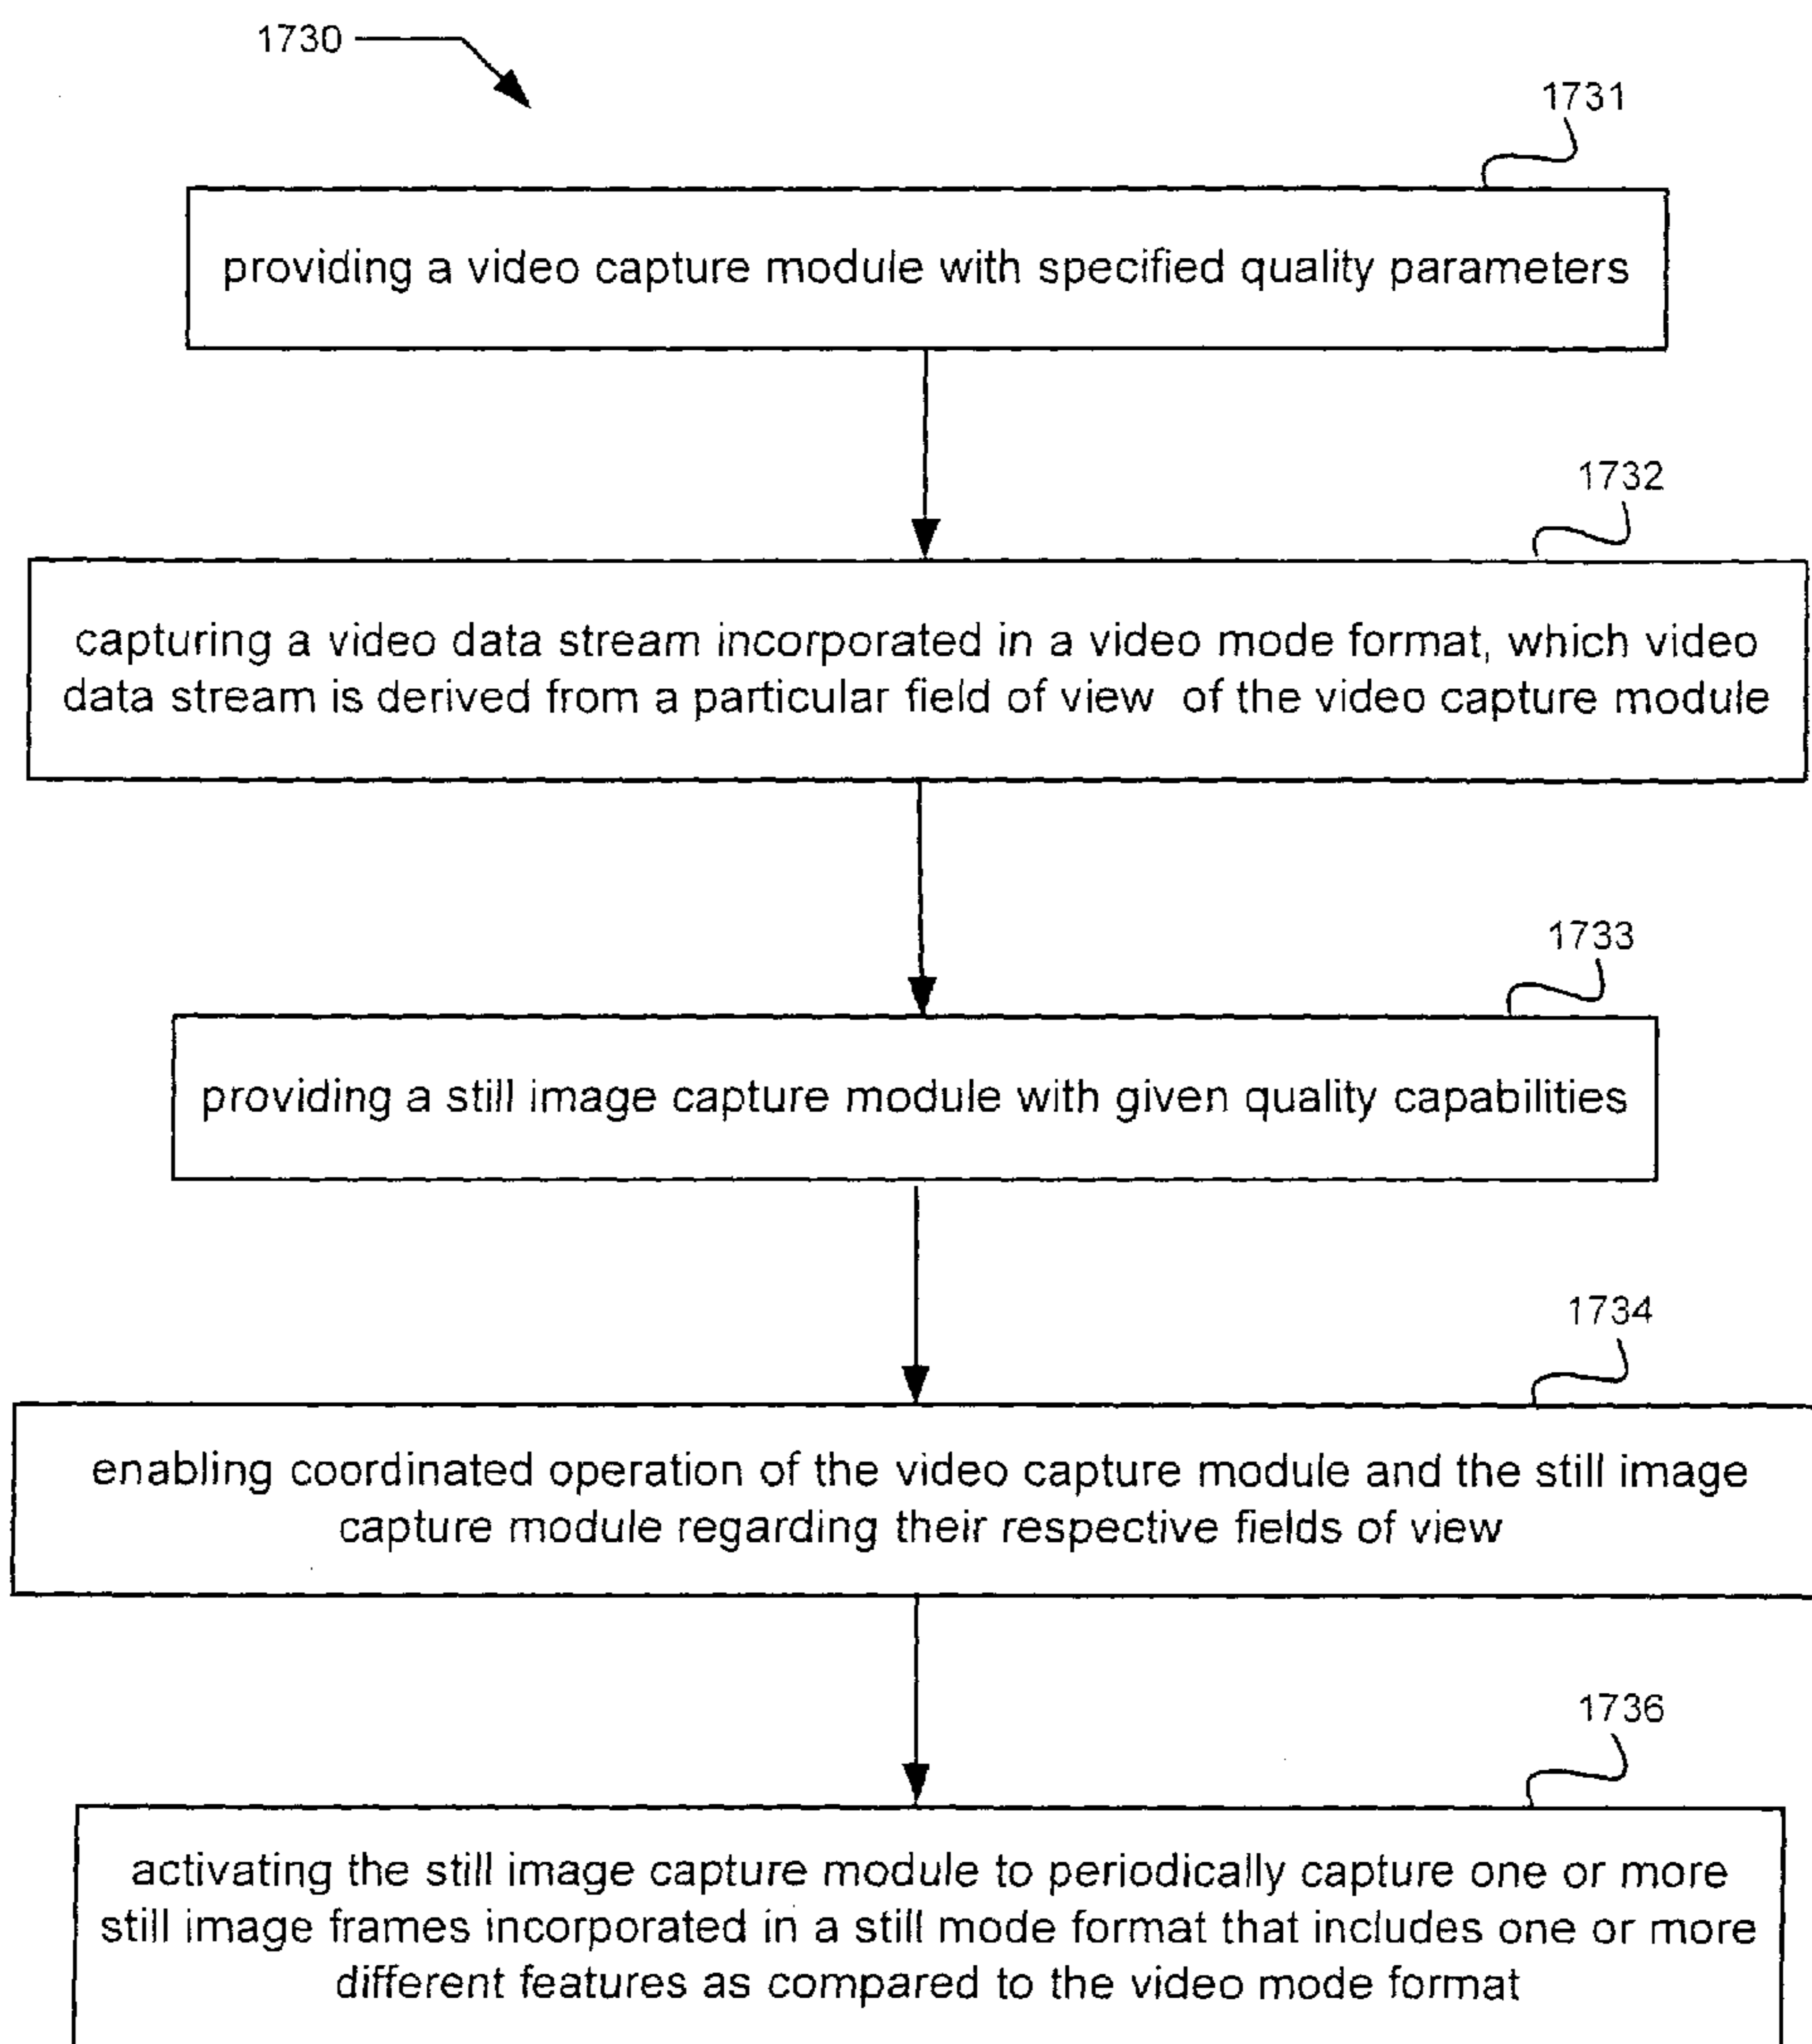 1730
1731
providing a video capture module with specified quality parameters
1732
capturing a video data stream incorporated in a video mode format, which video
data stream is derived from a particular field of view of the video capture module
1733
providing a still image capture module with given quality capabilities
1734
enabling coordinated operation of the video capture module and the still image
capture module regarding their respective fields of view
1736
activating the still image capture module to periodically capture one or more
still image frames incorporated in a still mode format that includes one or more
different features as compared to the video mode format